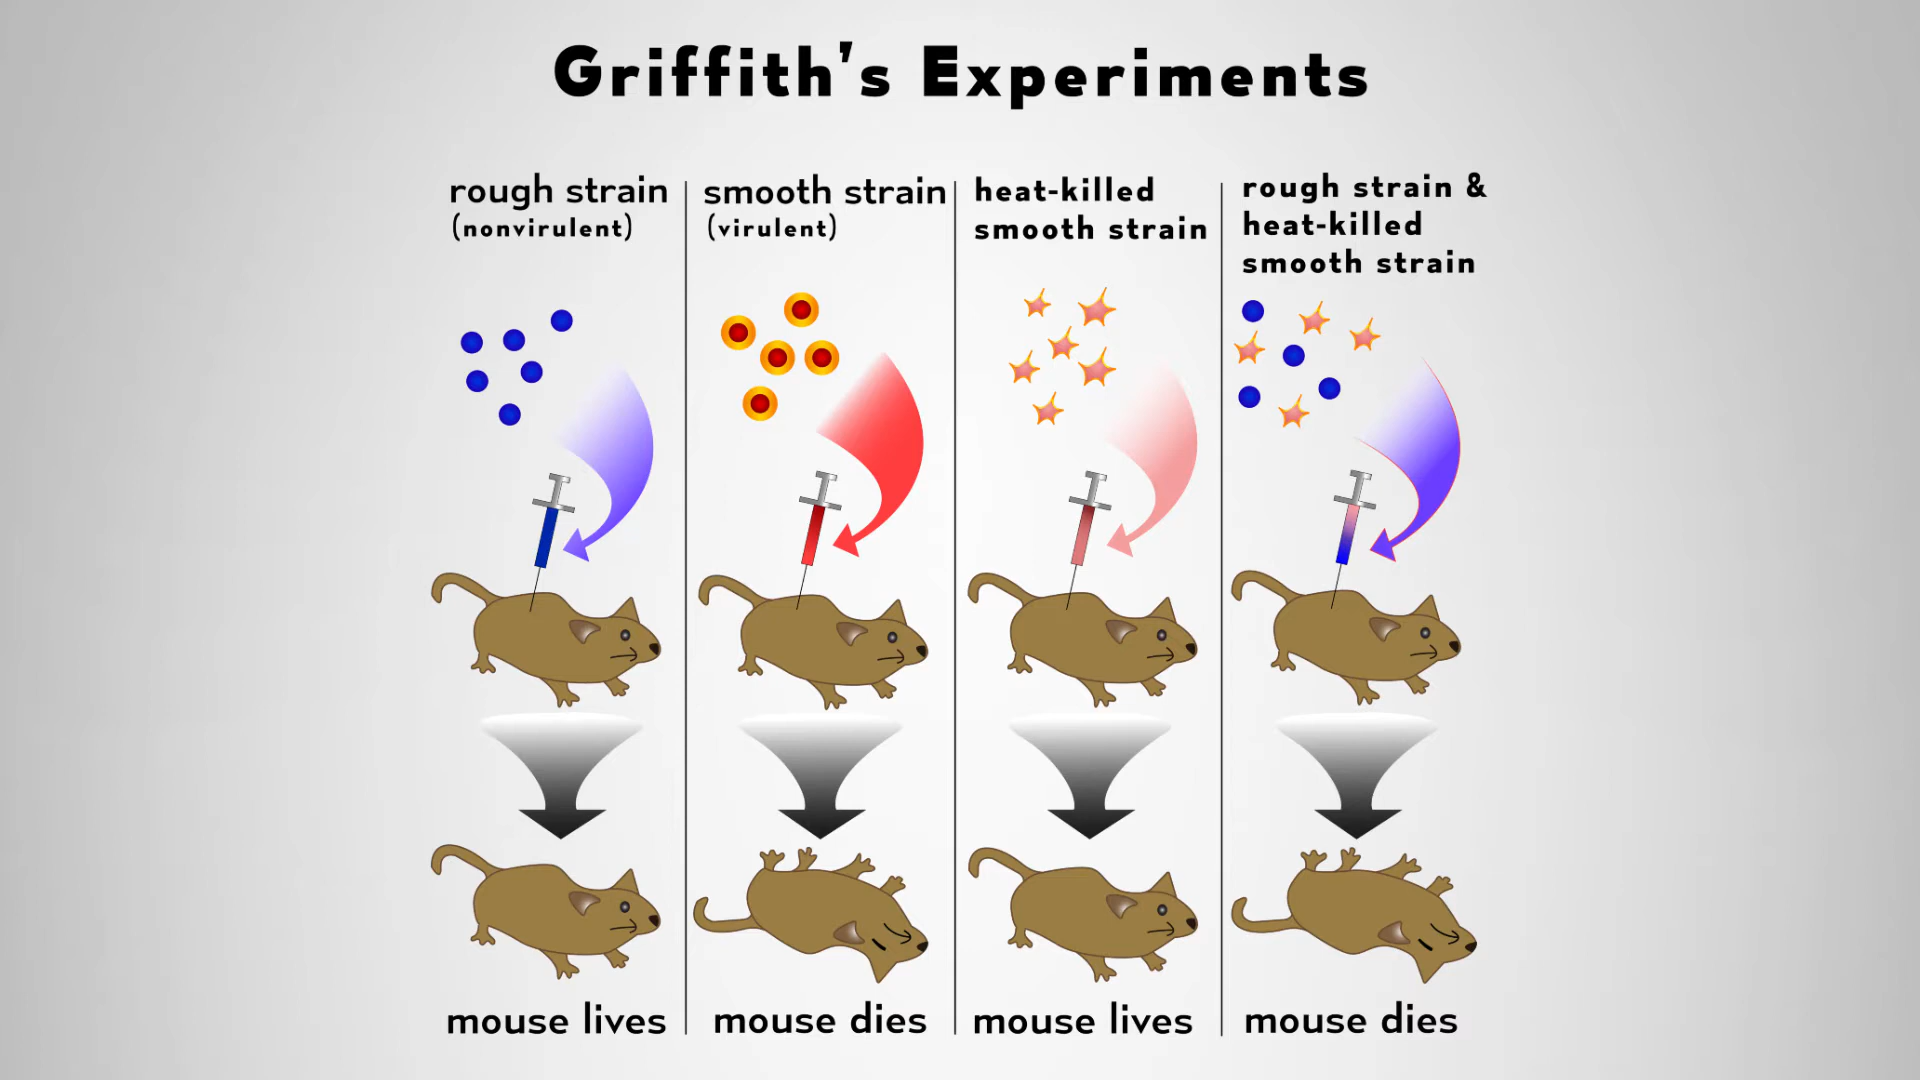 Griffith's Experiments
rough strain
(nonvirulent)
smooth strain
(virulent)
heat-killed
smooth strain
rough strain &
heat-killed
smooth strain
mouse lives
mouse dies
mouse lives
mouse dies